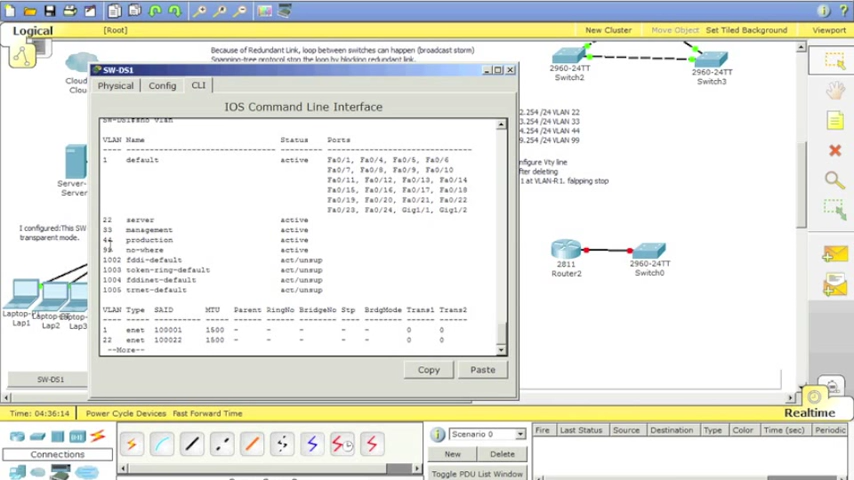 Logical
[Root]
New Cluster
Move Object
Set Tiled Background
Viewport
Because of Redundant Link, loop between switches can happen (broadcast storm)
Spanning-tree protocol stop the loop by blocking redundant link.
SW-DS1
Physical
Config
CLI
IOS Command Line Interface
VLAN Name Status Ports
1 default active Fa0/1, Fa0/4, Fa0/5, Fa0/6
Fa0/7, Fa0/8, Fa0/9, Fa0/10
Fa0/11, Fa0/12, Fa0/13, Fa0/14
Fa0/15, Fa0/16, Fa0/17, Fa0/18
Fa0/19, Fa0/20, Fa0/21, Fa0/22
Fa0/23, Fa0/24, Gig1/1, Gig1/2
22 server active
33 management active
44 production active
99 no-where active
1002 fddi-default act/unsup
1003 token-ring-default act/unsup
1004 fddinet-default act/unsup
1005 trnet-default act/unsup
VLAN Type SAID MTU Parent RingNo BridgeNo Stp BrdgMode Trans1 Trans2
1 enet 100001 1500 - - - - - 0 0
22 enet 100022 1500 - - - - - 0 0
--More--
Copy
Paste
2960-24TT
Switch2
2960-24TT
Switch3
2.254 /24 VLAN 22
3.254 /24 VLAN 33
4.254 /24 VLAN 44
9.254 /24 VLAN 99
nfigure Vty line
fter deleting
1 at VLAN-R1. falpping stop
2811
Router2
2960-24TT
Switch0
Server-
Server
I configured:This SW
transparent mode.
Lap1
Lap2
SW-DS1
Time: 04:36:14
Power Cycle Devices
Fast Forward Time
Realtime
Connections
Scenario 0
New
Delete
Toggle PDU List Window
Fire
Last Status
Source
Destination
Type
Color
Time (sec)
Periodic